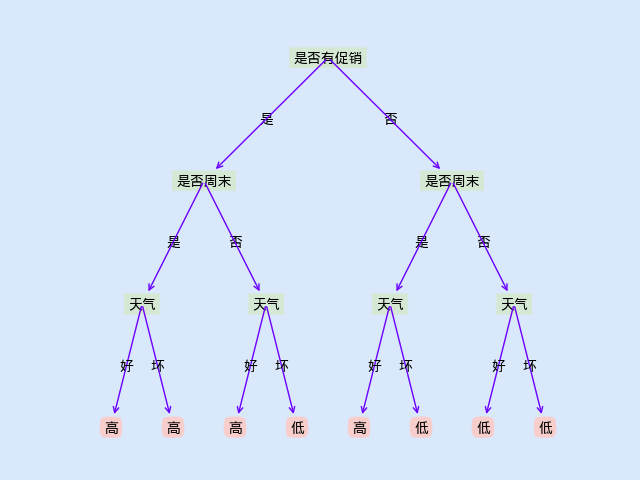 是否有促销
是 否
是否周末 是否周末
是 否 是 否
天气 天气 天气 天气
好 坏 好 坏 好 坏 好 坏
高 高 高 低 高 低 低 低